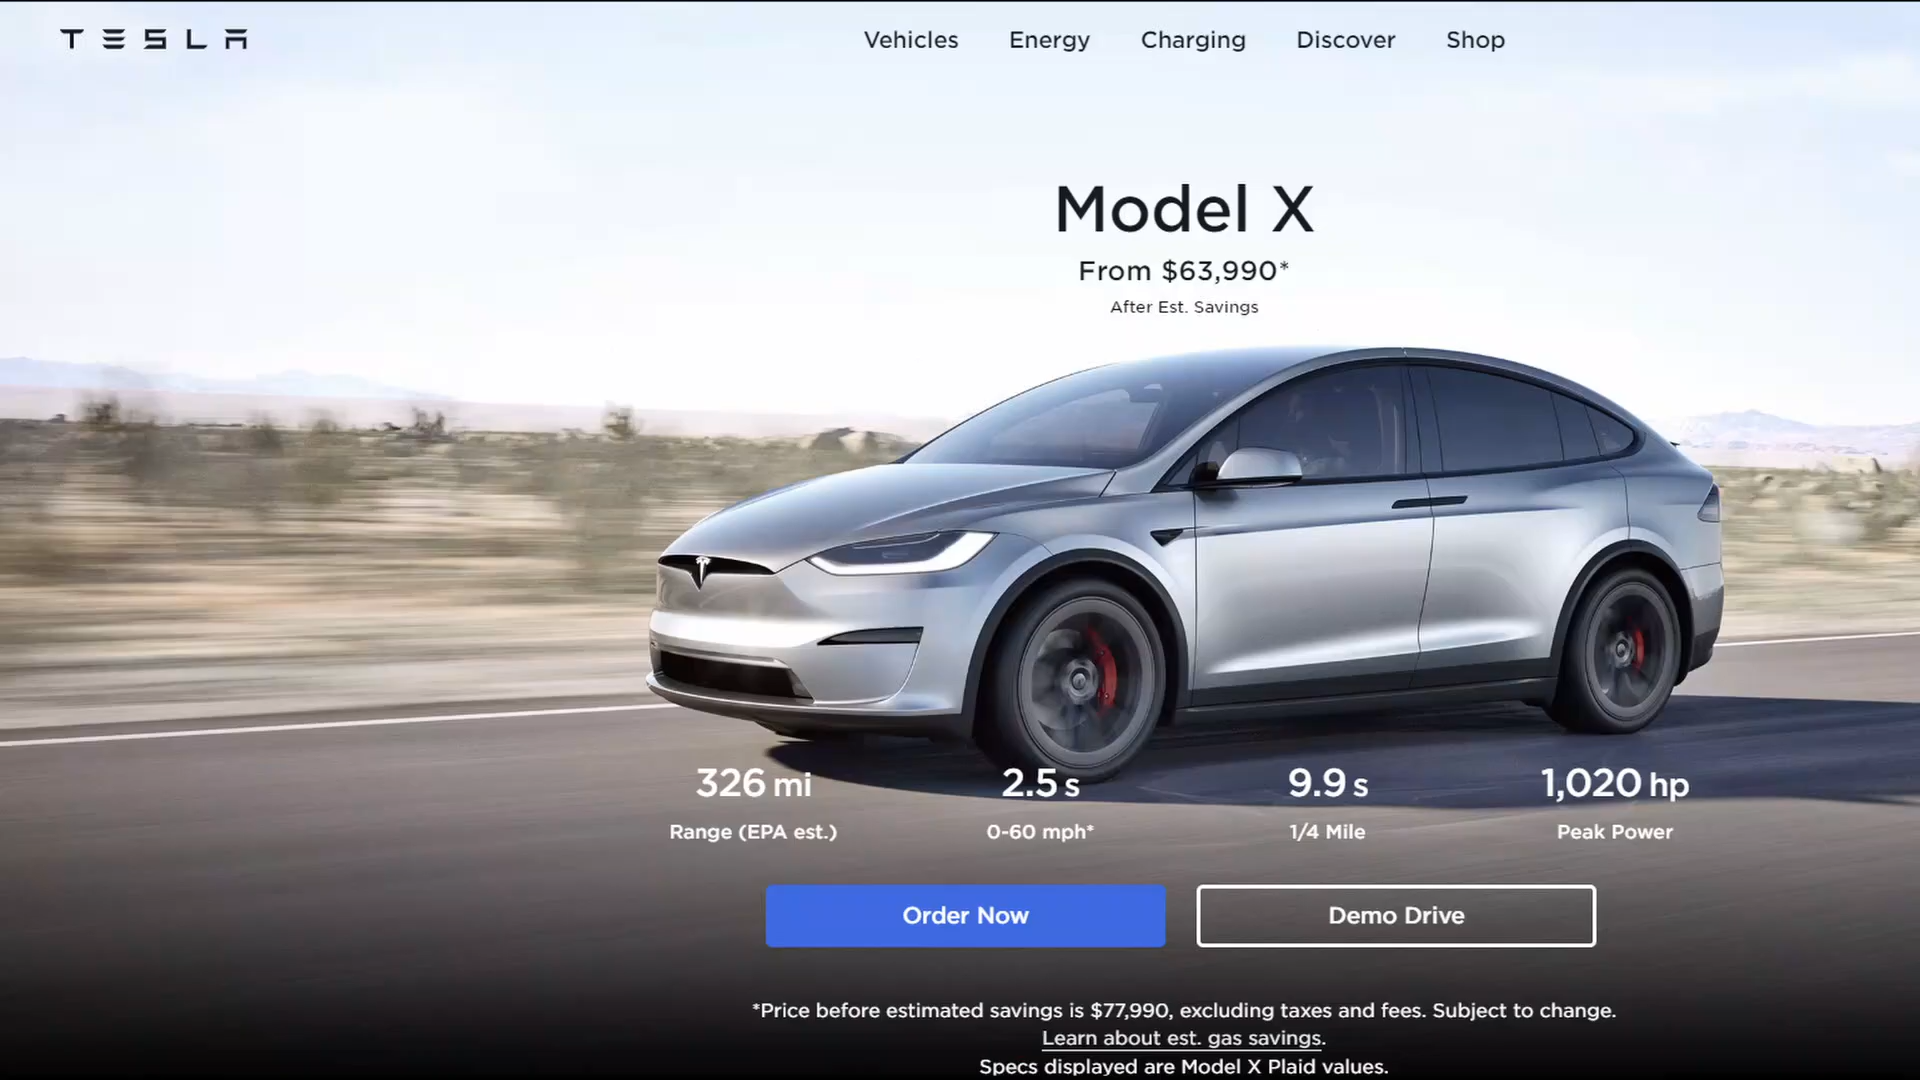 TESLA
Vehicles Energy Charging Discover Shop
Model X
From $63,990*
After Est. Savings
326 mi 2.5 s 9.9 s 1,020 hp
Range (EPA est.) 0-60 mph* 1/4 Mile Peak Power
Order Now Demo Drive
*Price before estimated savings is $77,990, excluding taxes and fees. Subject to change.
Learn about est. gas savings.
Specs displayed are Model X Plaid values.